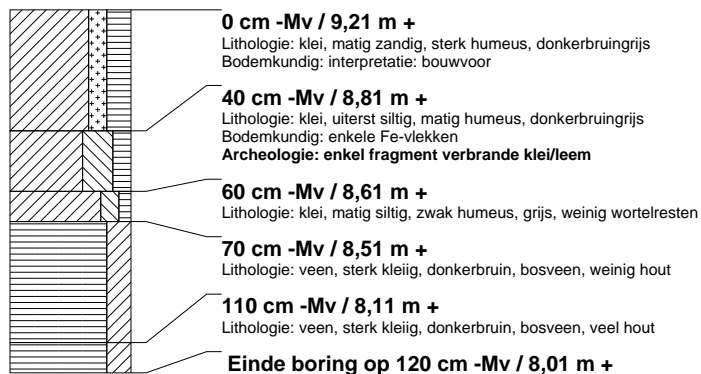 0 cm -Mv / 9,21 m +
Lithologie: klei, matig zandig, sterk humeus, donkerbruingrijs
Bodemkundig: interpretatie: bouwvoor
40 cm -Mv / 8,81 m +
Lithologie: klei, uiterst siltig, matig humeus, donkerbruingrijs
Bodemkundig: enkele Fe-vlekken
Archeologie: enkel fragment verbrande klei/leem
60 cm -Mv / 8,61 m +
Lithologie: klei, matig siltig, zwak humeus, grijs, weinig wortelresten
70 cm -Mv / 8,51 m +
Lithologie: veen, sterk kleiig, donkerbruin, bosveen, weinig hout
110 cm -Mv / 8,11 m +
Lithologie: veen, sterk kleiig, donkerbruin, bosveen, veel hout
Einde boring op 120 cm -Mv / 8,01 m +